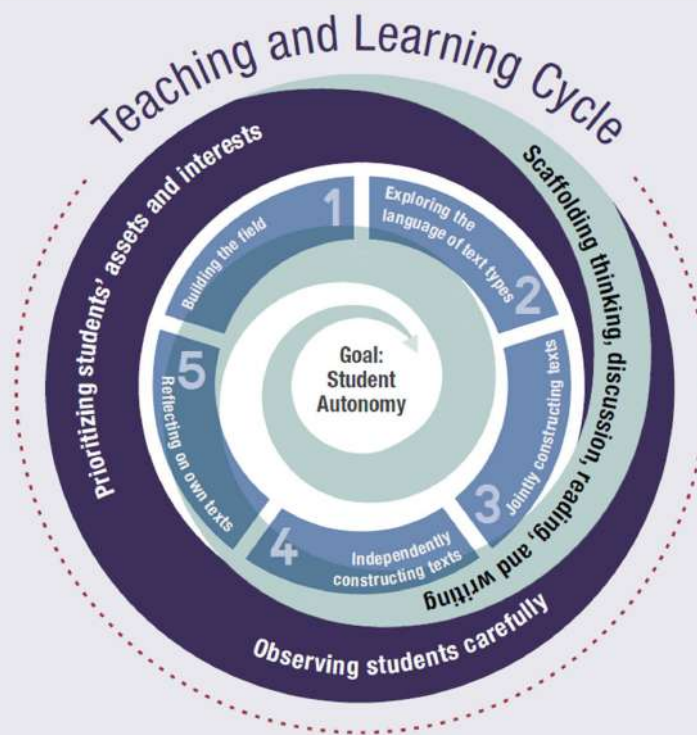 Teaching and Learning Cycle
Prioritizing students' assets and interests
Scaffolding thinking, discussion, reading, and writing
Observing students carefully
1
Building the field
Exploring the
language of text types
2
3
Jointly constructing texts
4
Independently
constructing texts
5
Reflecting on own texts
Goal:
Student
Autonomy